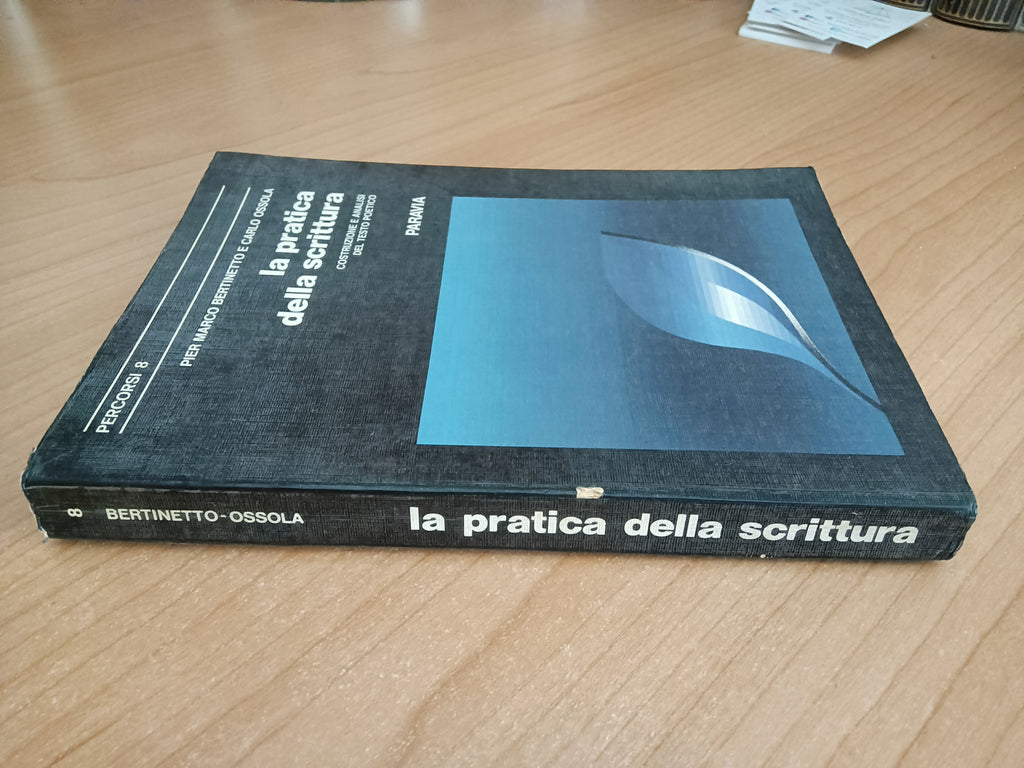 PERCORSI 8
PIER MARCO BERTINETTO E CARLO OSSOLA
la pratica
della scrittura
COSTRUZIONE E ANALISI
DEL TESTO POETICO
PARAVIA
8 BERTINETTO-OSSOLA la pratica della scrittura